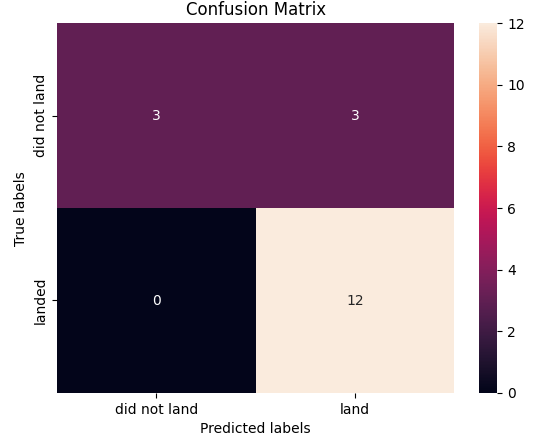 Confusion Matrix
True labels
did not land
landed
3 3
0 12
did not land land
Predicted labels
12
10
8
6
4
2
0